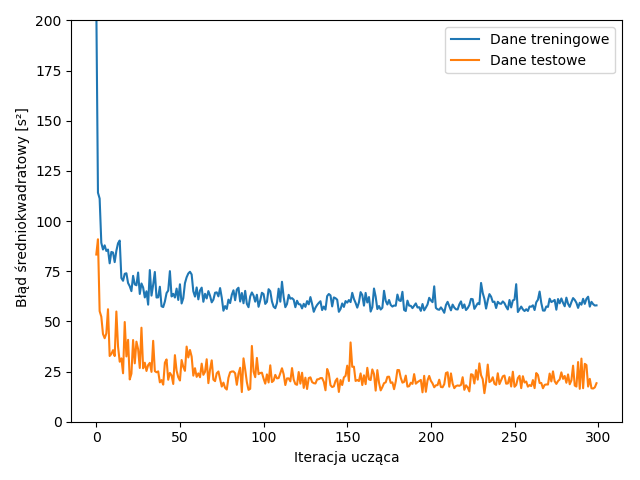 Dane treningowe
Dane testowe
Błąd średniokwadratowy [s²]
200
175
150
125
100
75
50
25
0
0 50 100 150 200 250 300
Iteracja ucząca